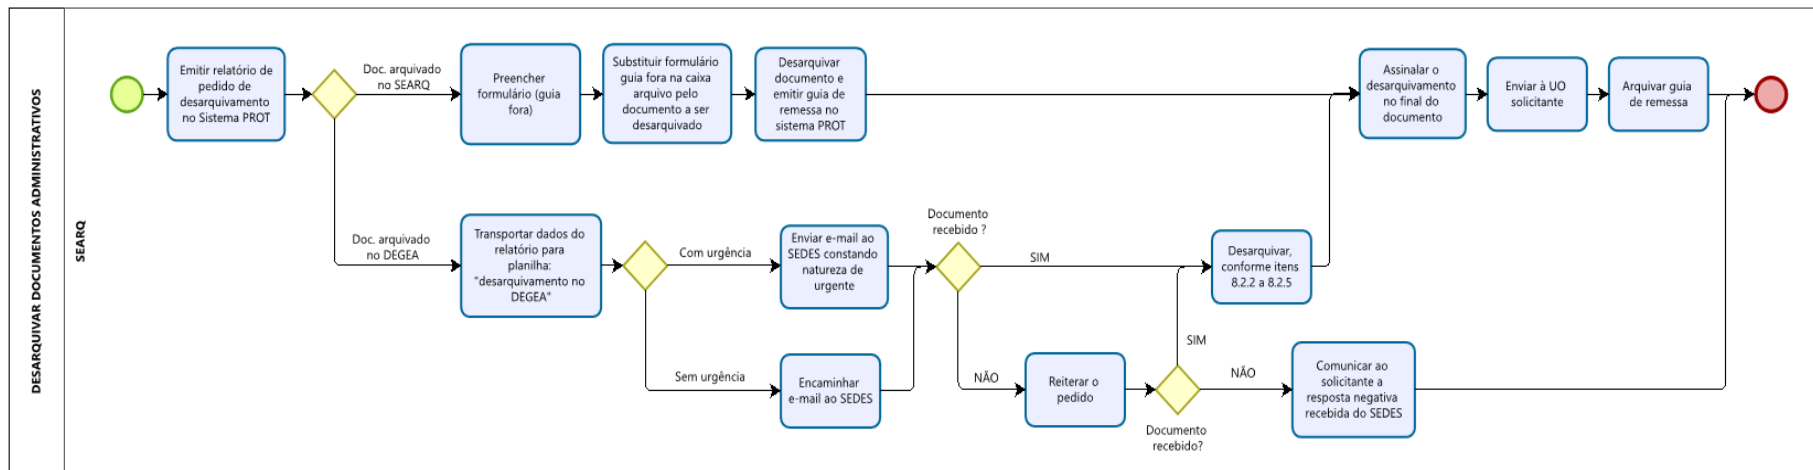 DESARQUIVAR DOCUMENTOS ADMINISTRATIVOS
SEARQ
Emitir relatório de
pedido de
desarquivamento
no Sistema PROT
Doc. arquivado
no SEARQ
Preencher
formulário (guia
fora)
Substituir formulário
guia fora na caixa
arquivo pelo
documento a ser
desarquivado
Desarquivar
documento e
emitir guia de
remessa no
sistema PROT
Assinalar o
desarquivamento
no final do
documento
Enviar à UO
solicitante
Arquivar guia
de remessa
Doc. arquivado
no DEGEA
Transportar dados do
relatório para
planilha:
"desarquivamento no
DEGEA"
Com urgência
Enviar e-mail ao
SEDES constando
natureza de
urgente
Documento
recebido ?
SIM
Desarquivar,
conforme itens
8.2.2 a 8.2.5
Sem urgência
Encaminhar
e-mail ao SEDES
NÃO
Reiterar o
pedido
SIM
Documento
recebido?
NÃO
Comunicar ao
solicitante a
resposta negativa
recebida do SEDES